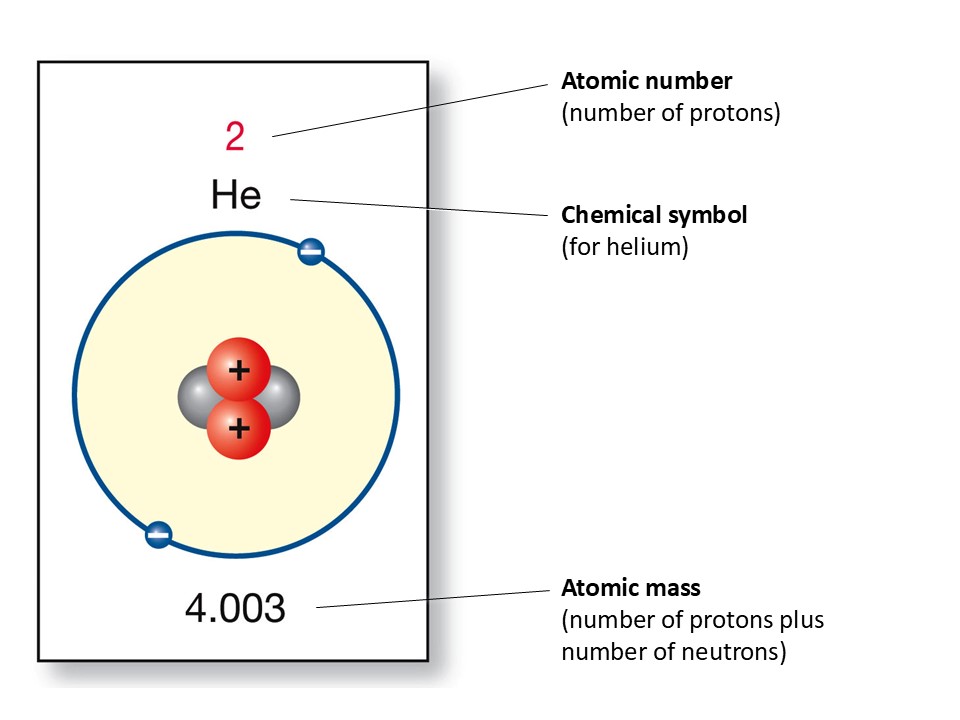 2
He
+
+
4.003
Atomic number
(number of protons)
Chemical symbol
(for helium)
Atomic mass
(number of protons plus
number of neutrons)